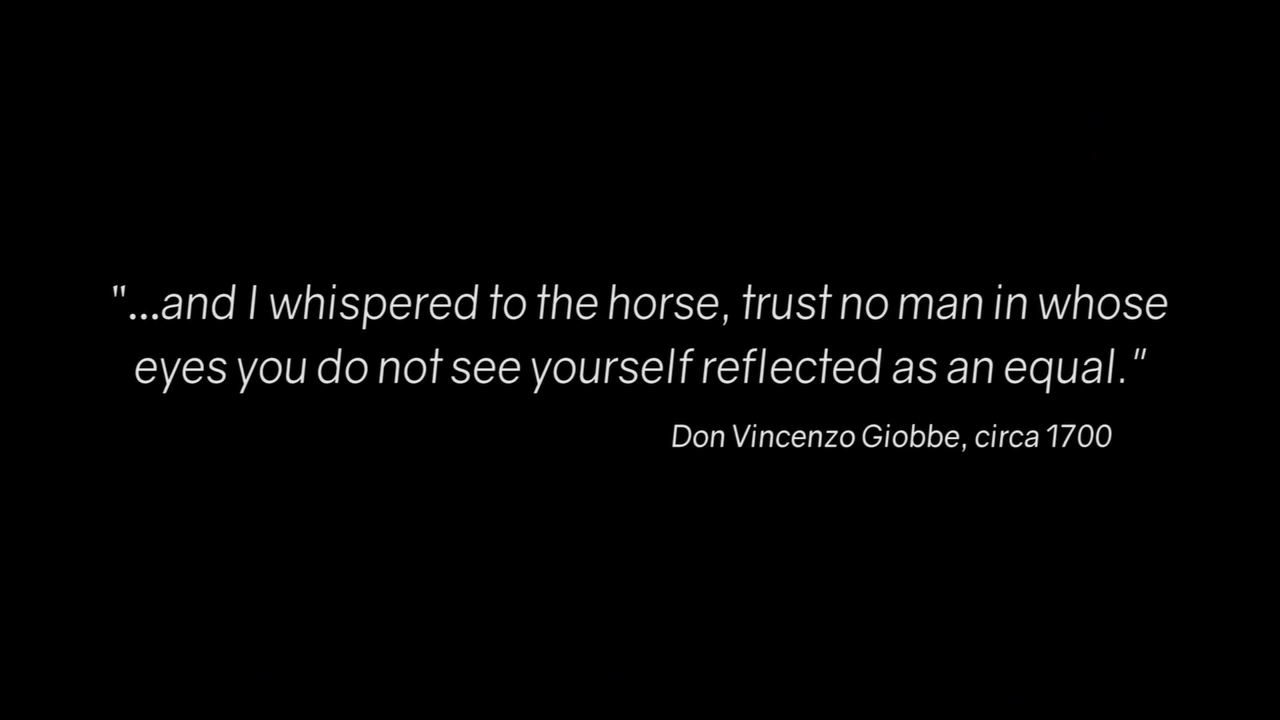 "...and I whispered to the horse, trust no man in whose
eyes you do not see yourself reflected as an equal."
Don Vincenzo Giobbe, circa 1700